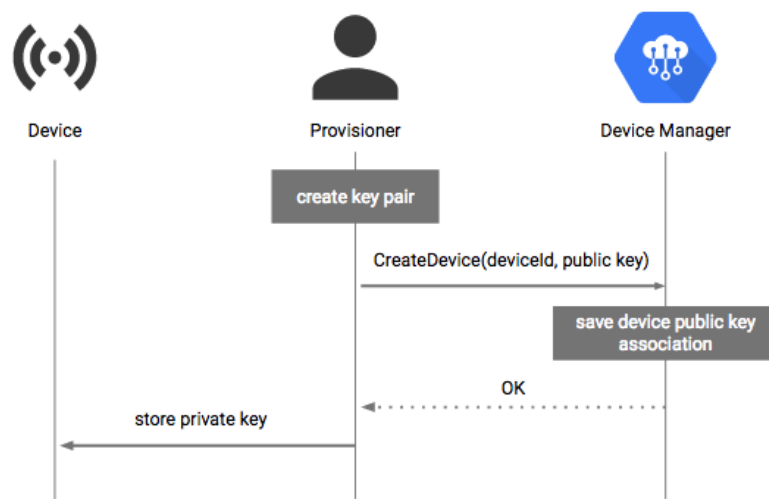 Device
Provisioner
Device Manager
create key pair
CreateDevice(deviceId, public key)
save device public key
association
OK
store private key